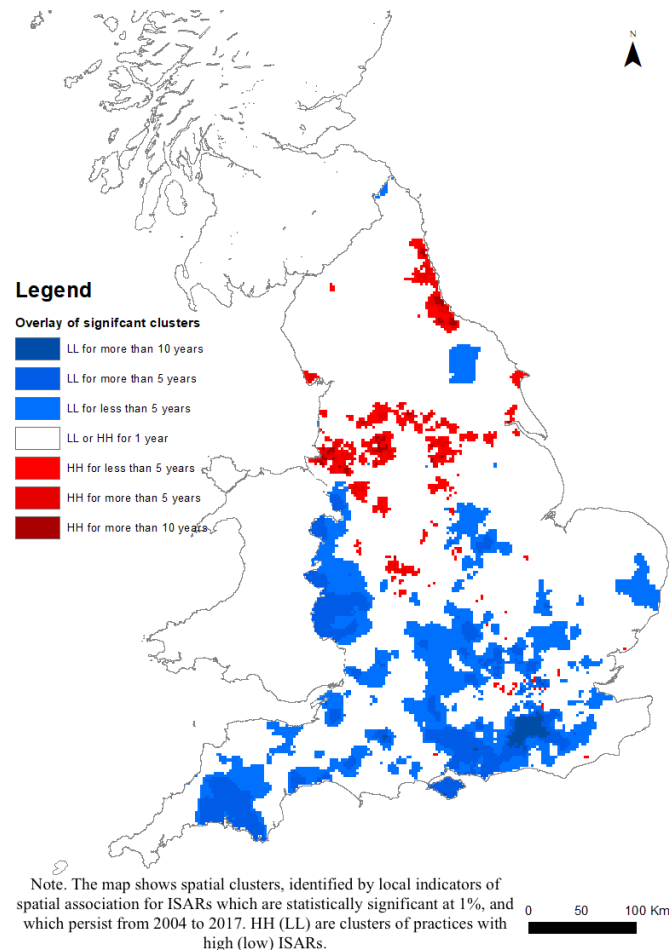 N
Legend
Overlay of signifcant clusters
LL for more than 10 years
LL for more than 5 years
LL for less than 5 years
LL or HH for 1 year
HH for less than 5 years
HH for more than 5 years
HH for more than 10 years
Note. The map shows spatial clusters, identified by local indicators of
spatial association for ISARs which are statistically significant at 1%, and
which persist from 2004 to 2017. HH (LL) are clusters of practices with
high (low) ISARs.
0 50 100 Km